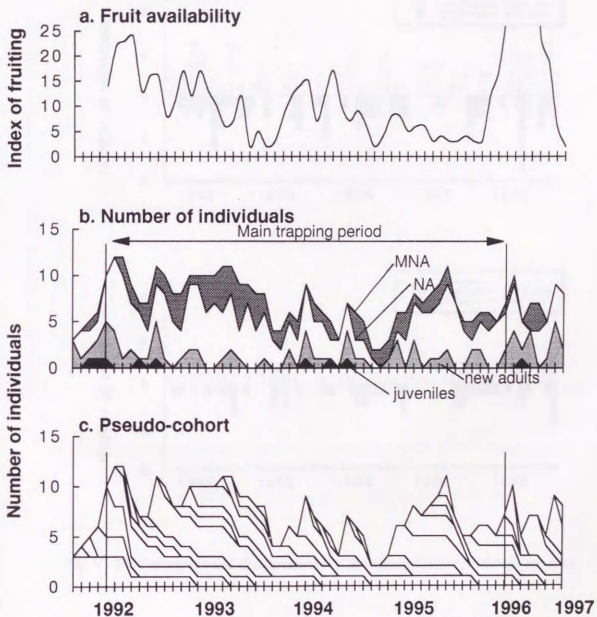 a. Fruit availability
Index of fruiting
25
20
15
10
5
0
b. Number of individuals
Main trapping period
15
10
5
0
MNA
NA
new adults
juveniles
Number of individuals
c. Pseudo-cohort
15
10
5
0
1992 1993 1994 1995 1996 1997